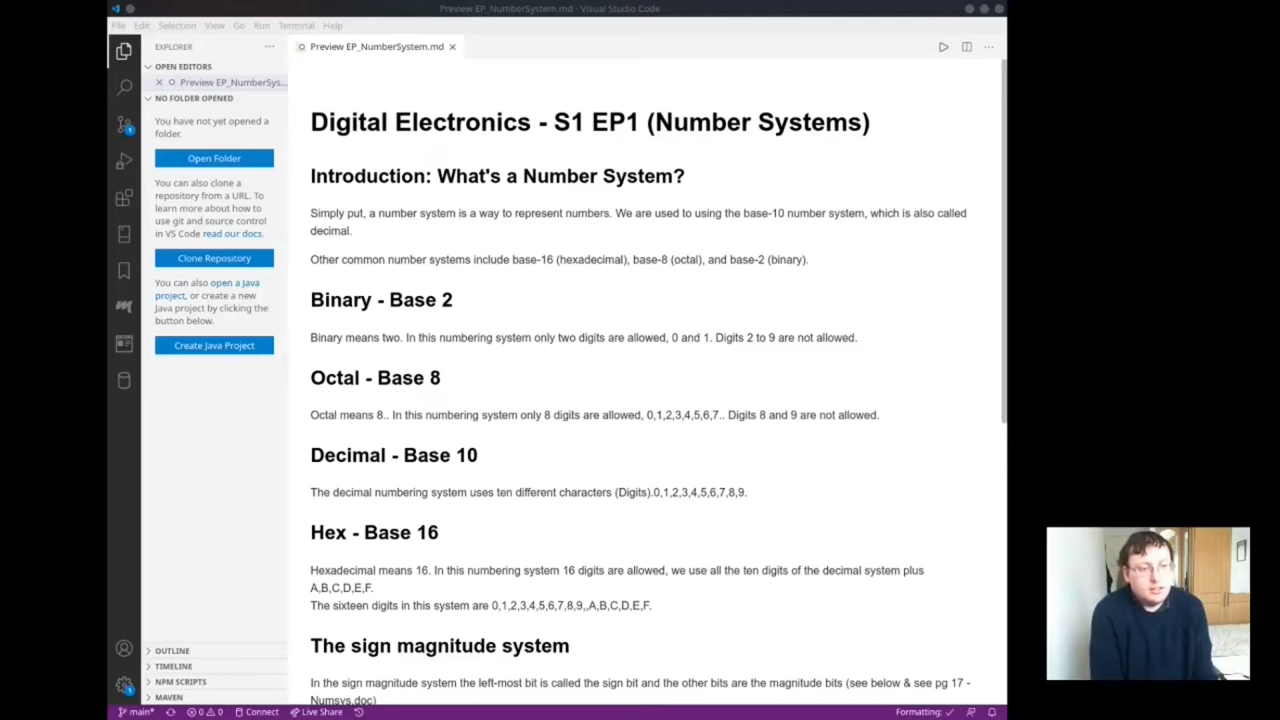 Preview EP_NumberSystem.md - Visual Studio Code
File Edit Selection View Go Run Terminal Help
EXPLORER
OPEN EDITORS
Preview EP_NumberSys...
NO FOLDER OPENED
You have not yet opened a
folder.
Open Folder
You can also clone a
repository from a URL. To
learn more about how to
use git and source control
in VS Code read our docs.
Clone Repository
You can also open a Java
project, or create a new
Java project by clicking the
button below.
Create Java Project
OUTLINE
TIMELINE
NPM SCRIPTS
MAVEN
Preview EP_NumberSystem.md
Digital Electronics - S1 EP1 (Number Systems)
Introduction: What's a Number System?
Simply put, a number system is a way to represent numbers. We are used to using the base-10 number system, which is also called
decimal.
Other common number systems include base-16 (hexadecimal), base-8 (octal), and base-2 (binary).
Binary - Base 2
Binary means two. In this numbering system only two digits are allowed, 0 and 1. Digits 2 to 9 are not allowed.
Octal - Base 8
Octal means 8.. In this numbering system only 8 digits are allowed, 0,1,2,3,4,5,6,7.. Digits 8 and 9 are not allowed.
Decimal - Base 10
The decimal numbering system uses ten different characters (Digits).0,1,2,3,4,5,6,7,8,9.
Hex - Base 16
Hexadecimal means 16. In this numbering system 16 digits are allowed, we use all the ten digits of the decimal system plus
A,B,C,D,E,F.
The sixteen digits in this system are 0,1,2,3,4,5,6,7,8,9,,A,B,C,D,E,F.
The sign magnitude system
In the sign magnitude system the left-most bit is called the sign bit and the other bits are the magnitude bits (see below & see pg 17 -
Numsys.doc)
main* 0 0 Connect Live Share Formatting: